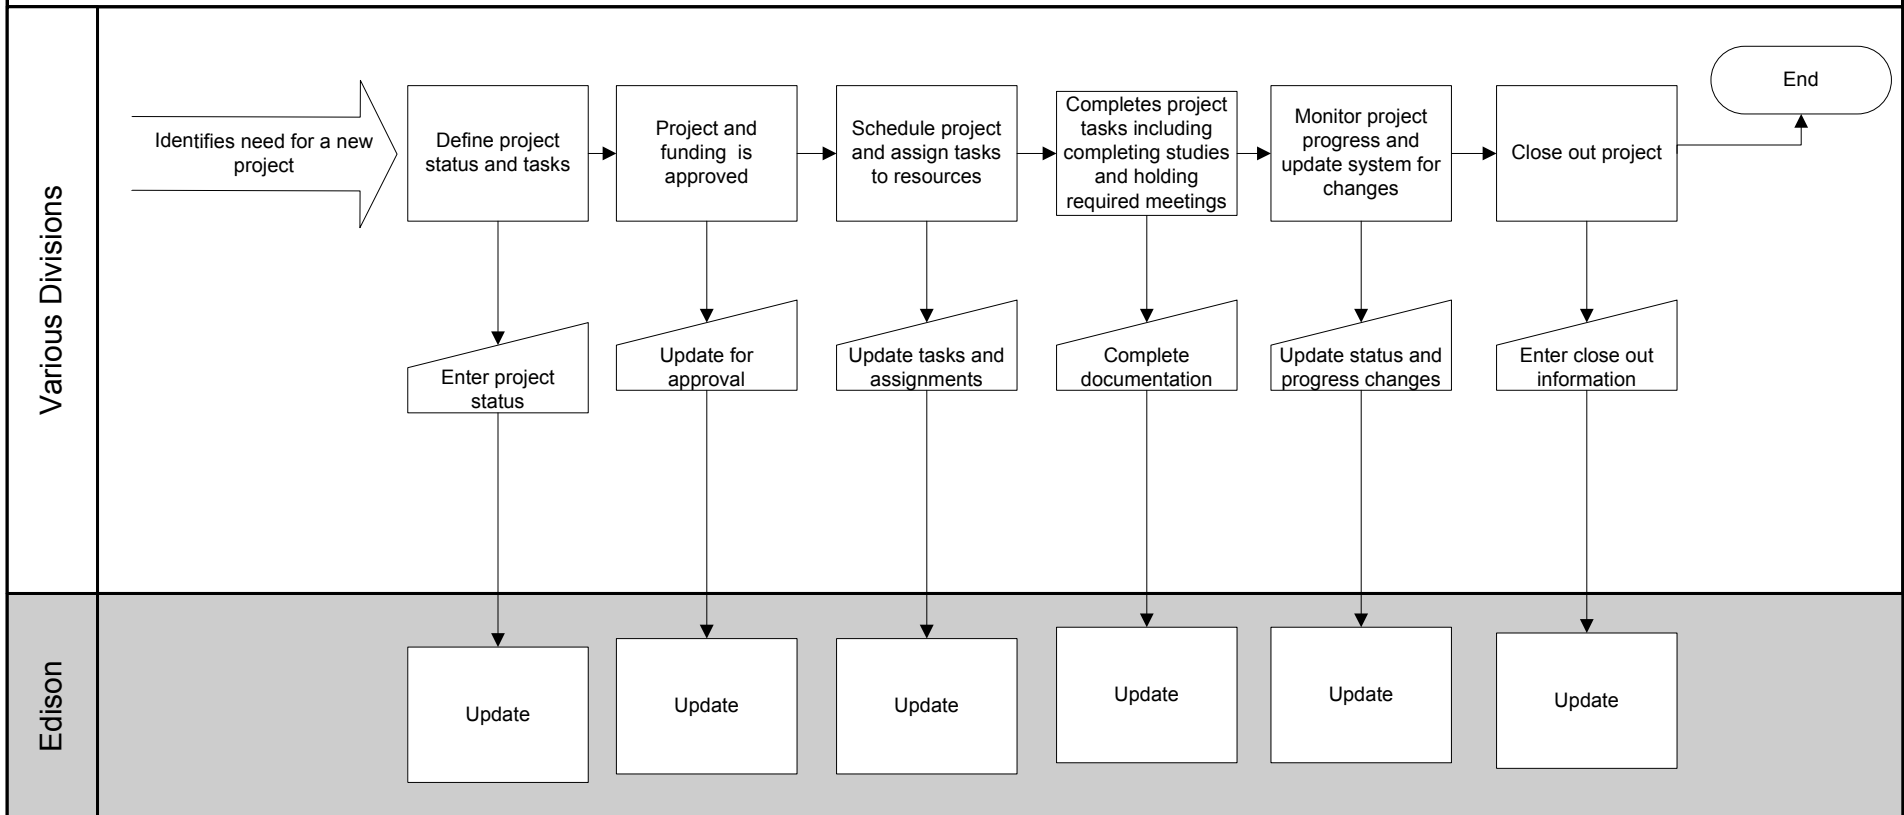 Various Divisions
Identifies need for a new
project
Define project
status and tasks
Project and
funding is
approved
Schedule project
and assign tasks
to resources
Completes project
tasks including
completing studies
and holding
required meetings
Monitor project
progress and
update system for
changes
Close out project
End
Enter project
status
Update for
approval
Update tasks and
assignments
Complete
documentation
Update status and
progress changes
Enter close out
information
Edison
Update
Update
Update
Update
Update
Update